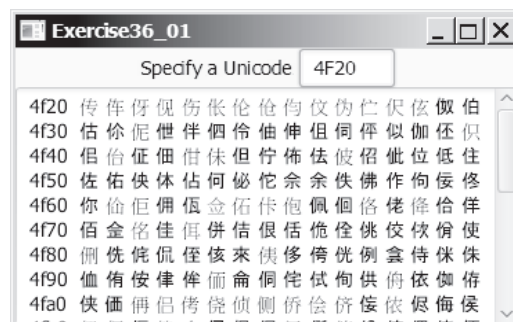 Exercise36_01
Specify a Unicode 4F20
4f20 传 伡 伢 伣 伤 伥 伦 伧 伨 伩 伪 伫 伬 伭 伮 伯
4f30 估 伱 伲 伳 伴 伵 伶 伷 伸 伹 伺 伻 似 伽 伾 伿
4f40 佀 佁 佂 佃 佄 佅 但 佇 佈 佉 佊 佋 佌 位 低 住
4f50 佐 佑 佒 体 佔 何 佖 佗 佘 余 佚 佛 作 佝 佞 佟
4f60 你 佡 佢 佣 佤 佥 佦 佧 佨 佩 佪 佫 佬 佭 佮 佯
4f70 佰 佱 佲 佳 佴 併 佶 佷 佸 佹 佺 佻 佼 佽 佾 使
4f80 侀 侁 侂 侃 侄 侅 來 侇 侈 侉 侊 例 侌 侍 侎 侏
4f90 侐 侑 侒 侓 侔 侕 侖 侗 侘 侙 侚 供 侜 依 侞 侟
4fa0 侠 価 侢 侣 侤 侥 侦 侧 侨 侩 侪 侫 侬 侭 侮 侯